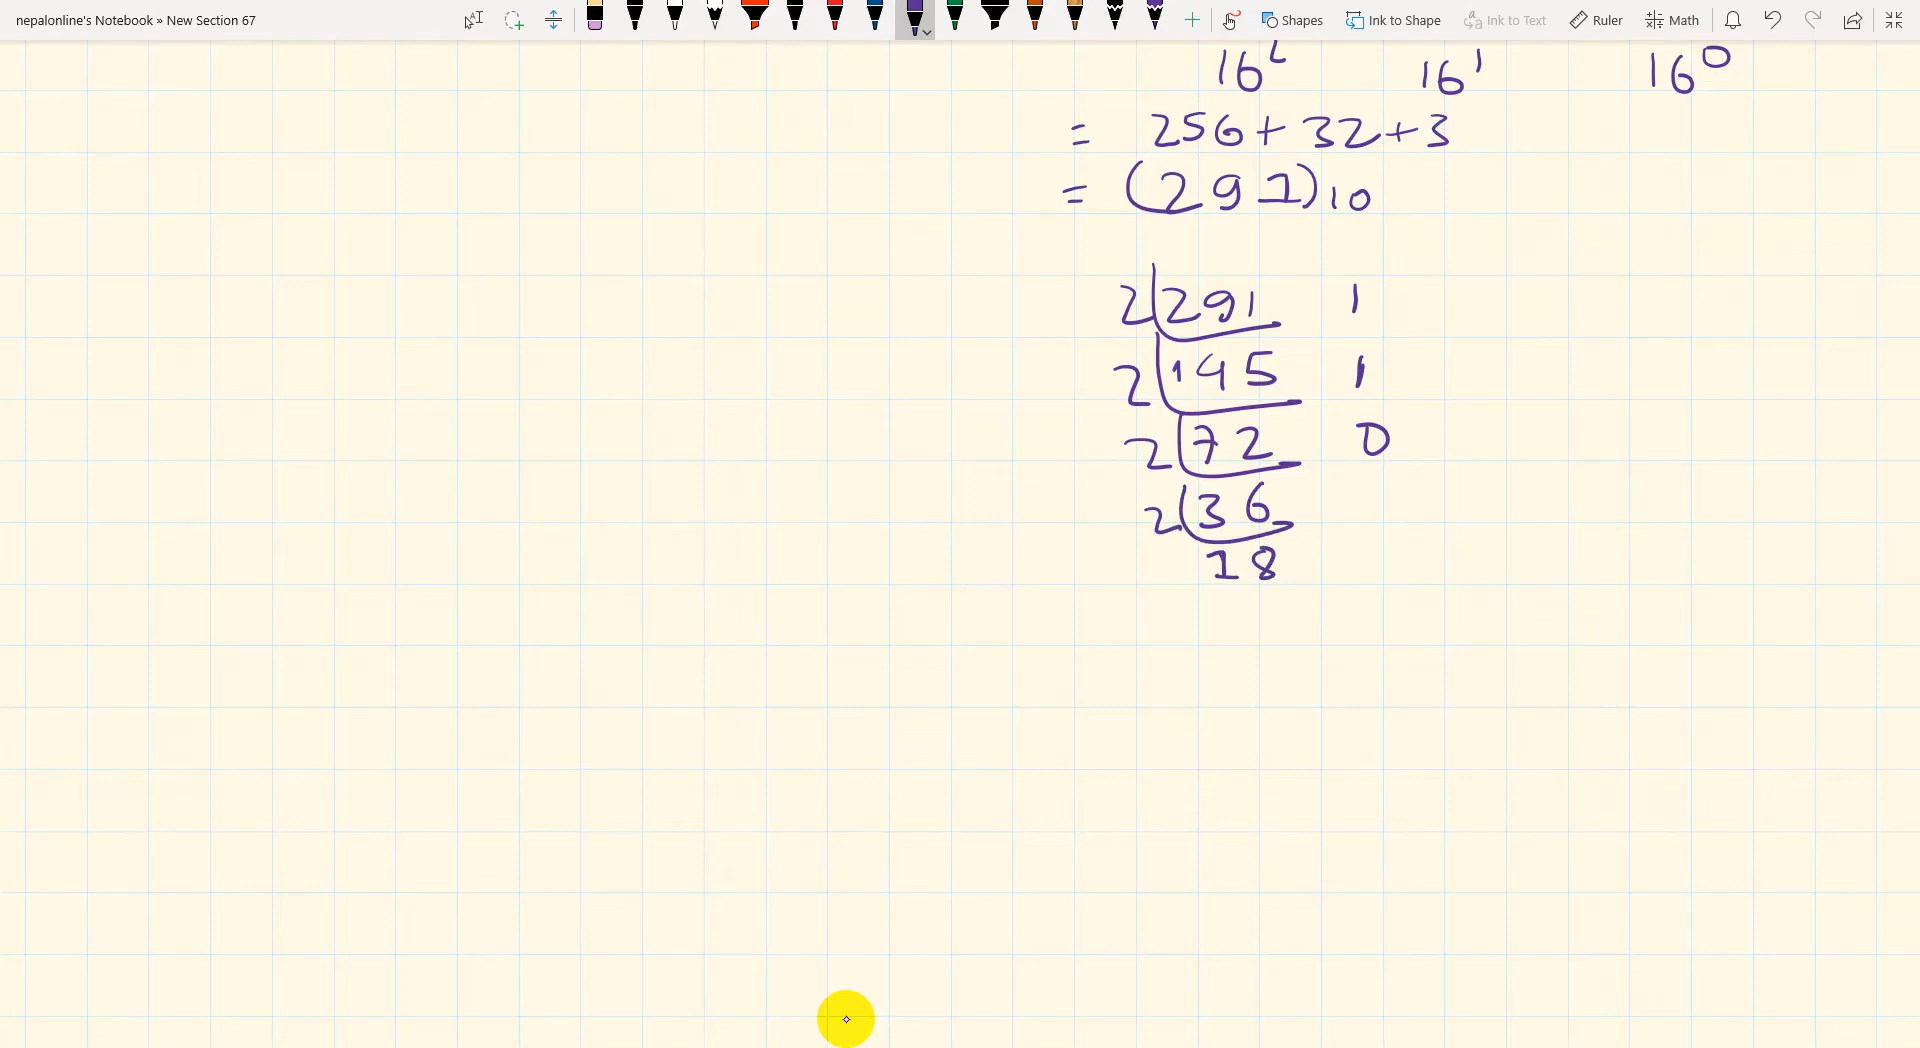 nepalonline's Notebook » New Section 67
Shapes Ink to Shape Ink to Text Ruler Math
16² 16¹ 16⁰
= 256 + 32 + 3
= (291)₁₀
2 291 1
2 145 1
2 72 0
2 36
18